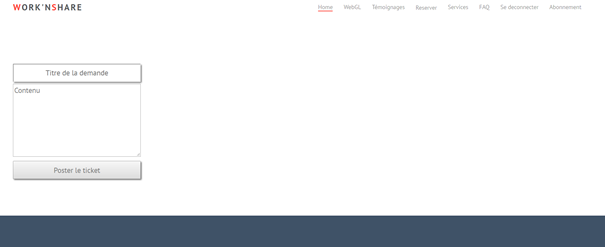 WORK'NSHARE
Home WebGL Témoignages Reserver Services FAQ Se deconnecter Abonnement
Titre de la demande
Contenu
Poster le ticket